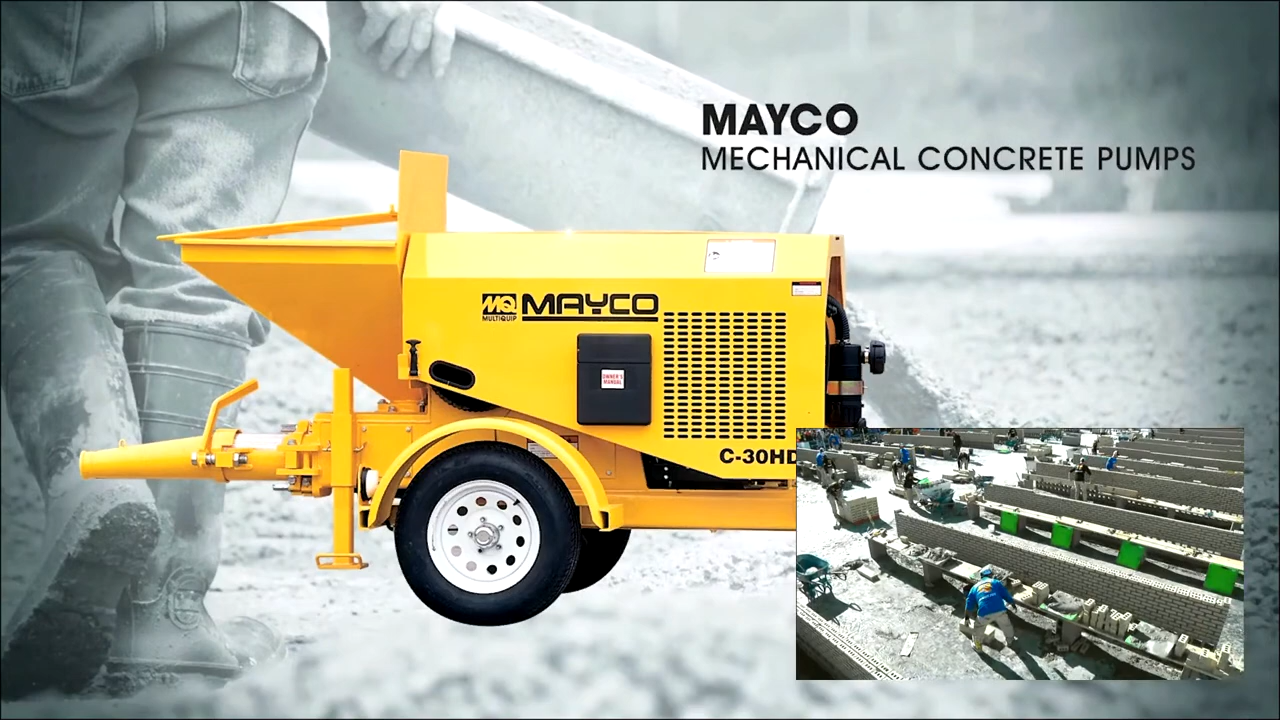 MAYCO
MECHANICAL CONCRETE PUMPS
MQ MAYCO
MULTIQUIP
OWNER'S
MANUAL
C-30HD